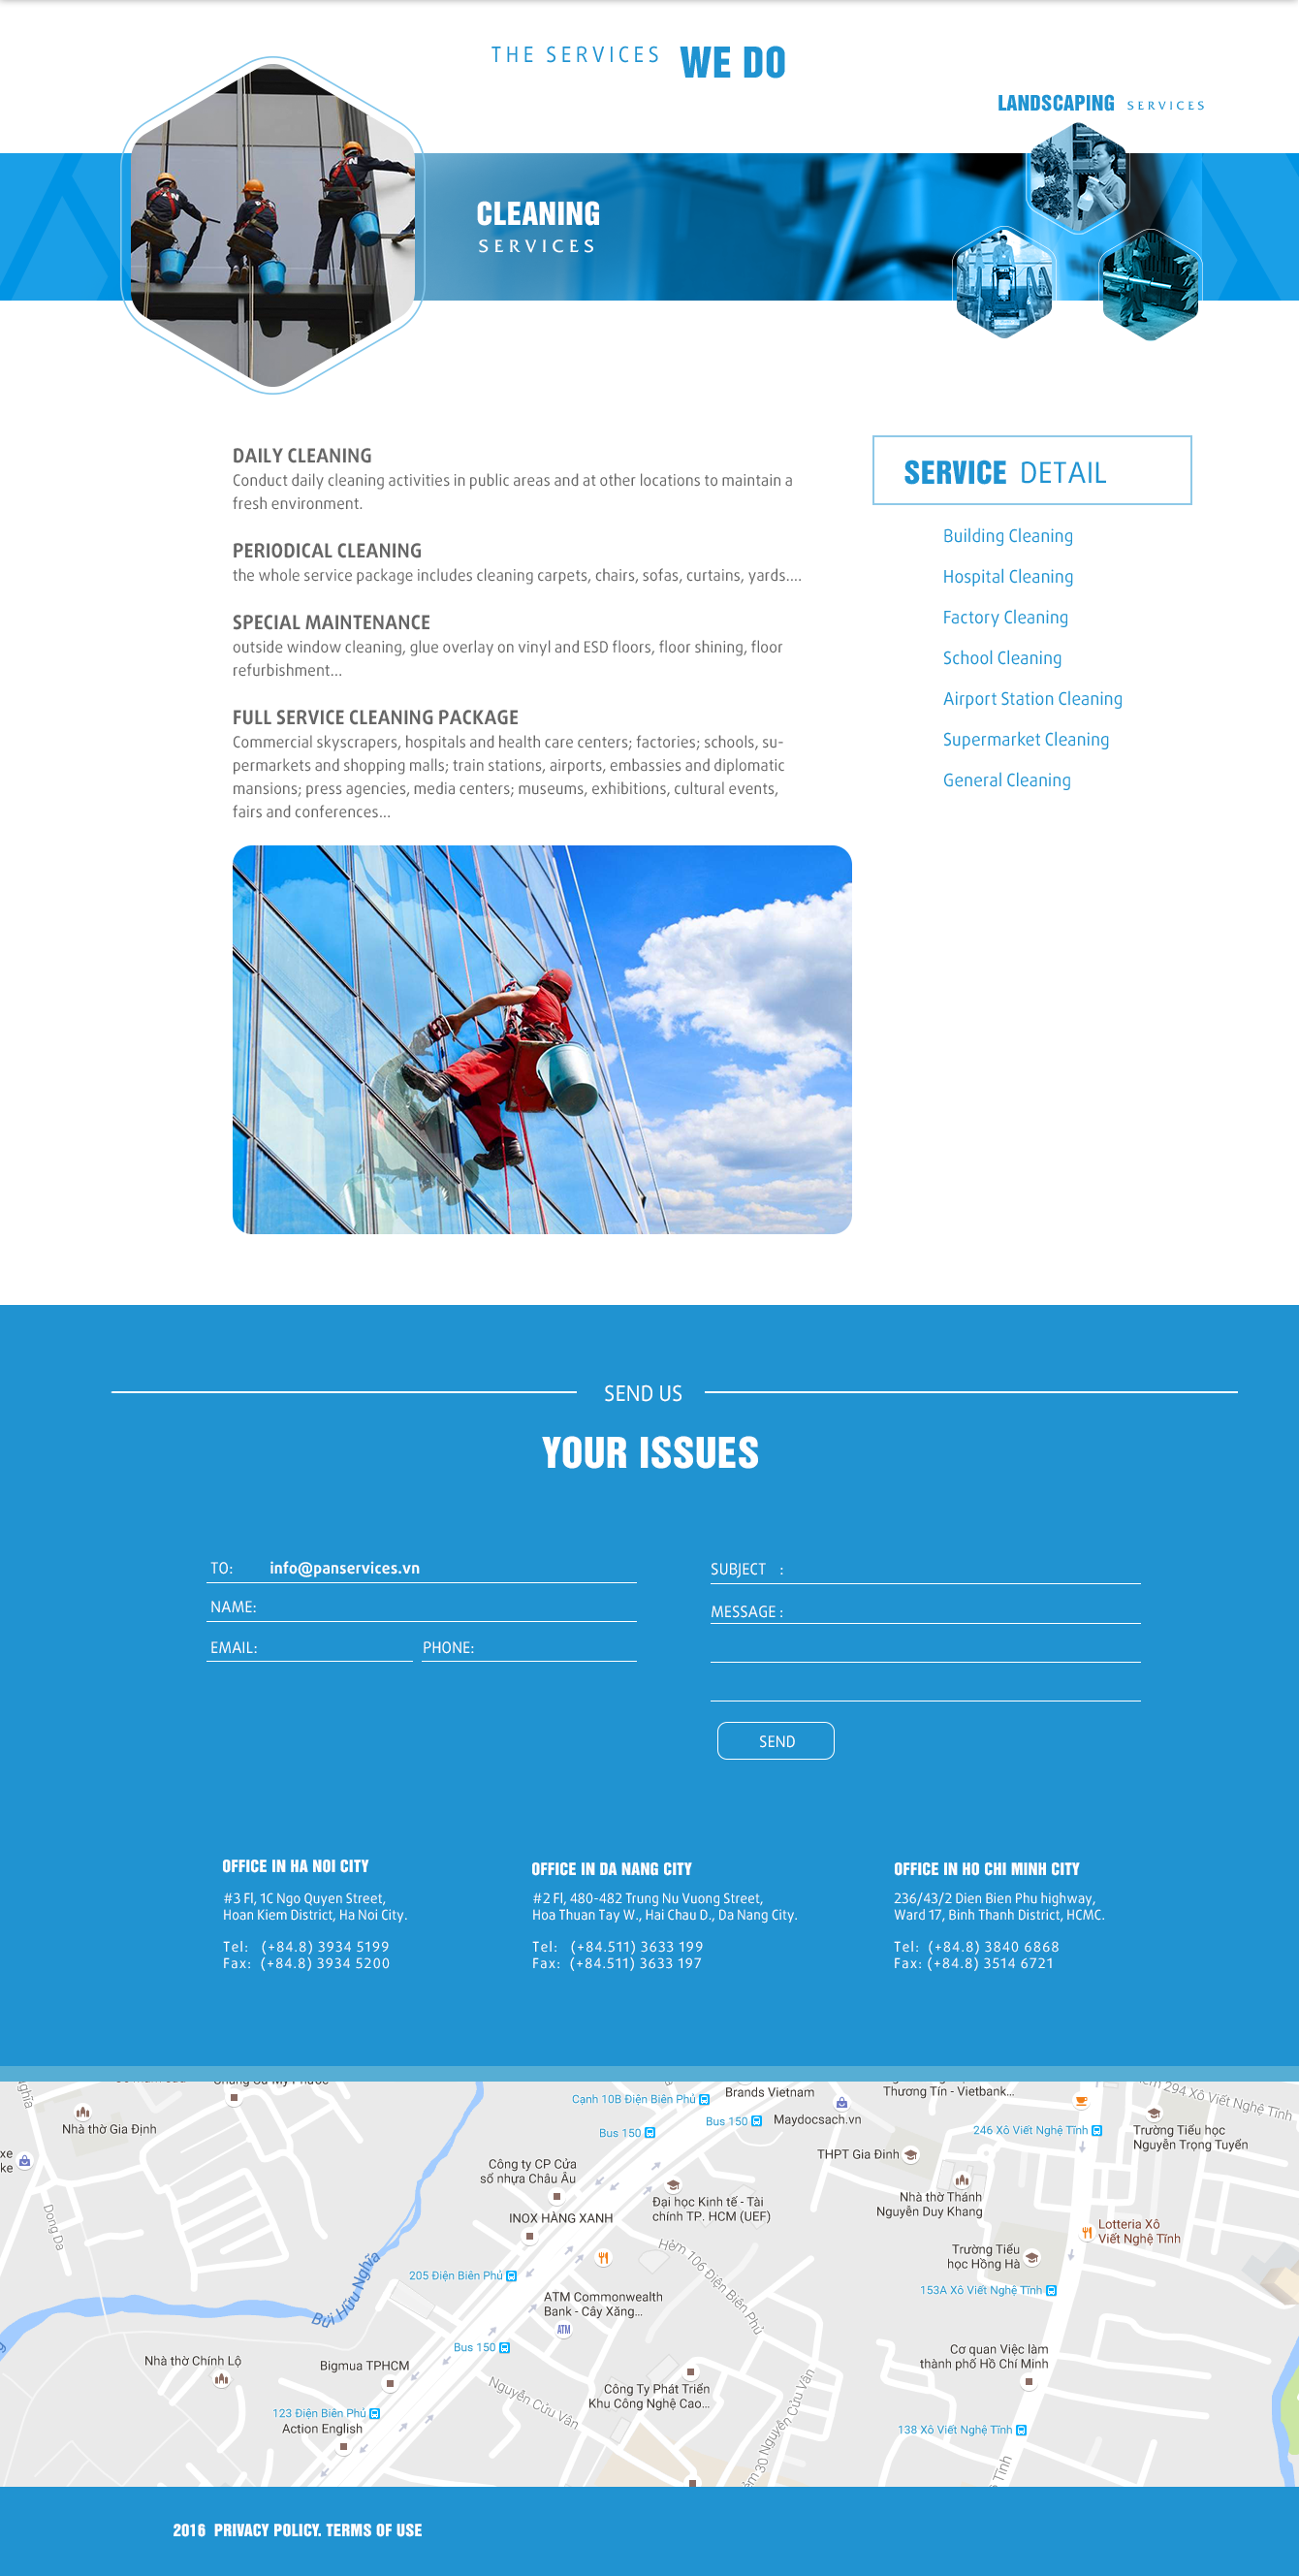 THE SERVICES WE DO
LANDSCAPING SERVICES
CLEANING
SERVICES
DAILY CLEANING
Conduct daily cleaning activities in public areas and at other locations to maintain a
fresh environment.
PERIODICAL CLEANING
the whole service package includes cleaning carpets, chairs, sofas, curtains, yards....
SPECIAL MAINTENANCE
outside window cleaning, glue overlay on vinyl and ESD floors, floor shining, floor
refurbishment...
FULL SERVICE CLEANING PACKAGE
Commercial skyscrapers, hospitals and health care centers; factories; schools, su-
permarkets and shopping malls; train stations, airports, embassies and diplomatic
mansions; press agencies, media centers; museums, exhibitions, cultural events,
fairs and conferences...
SERVICE DETAIL
Building Cleaning
Hospital Cleaning
Factory Cleaning
School Cleaning
Airport Station Cleaning
Supermarket Cleaning
General Cleaning
SEND US
YOUR ISSUES
TO: info@panservices.vn
NAME:
EMAIL: PHONE:
SUBJECT :
MESSAGE :
SEND
OFFICE IN HA NOI CITY
#3 Fl, 1C Ngo Quyen Street,
Hoan Kiem District, Ha Noi City.
Tel: (+84.8) 3934 5199
Fax: (+84.8) 3934 5200
OFFICE IN DA NANG CITY
#2 Fl, 480-482 Trung Nu Vuong Street,
Hoa Thuan Tay W., Hai Chau D., Da Nang City.
Tel: (+84.511) 3633 199
Fax: (+84.511) 3633 197
OFFICE IN HO CHI MINH CITY
236/43/2 Dien Bien Phu highway,
Ward 17, Binh Thanh District, HCMC.
Tel: (+84.8) 3840 6868
Fax: (+84.8) 3514 6721
Nhà thờ Gia Định
xe
ke
Dong Da
Bùi Hữu Nghĩa
Nhà thờ Chính Lộ
Bigmua TPHCM
123 Điện Biên Phủ
Action English
Cạnh 10B Điện Biên Phủ
Bus 150
Bus 150
Brands Vietnam
Maydocsach.vn
Công ty CP Cửa
sổ nhựa Châu Âu
INOX HÀNG XANH
Đại học Kinh tế - Tài
chính TP. HCM (UEF)
Hẻm 106 Điện Biên Phủ
205 Điện Biên Phủ
ATM Commonwealth
Bank - Cây Xăng...
ATM
Bus 150
Nguyễn Cửu Vân
Công Ty Phát Triển
Khu Công Nghệ Cao...
30 Nguyễn Cửu Vân
Thương Tín - Vietbank...
294 Xô Viết Nghệ Tĩnh
246 Xô Viết Nghệ Tĩnh
Trường Tiểu học
Nguyễn Trọng Tuyển
THPT Gia Định
Nhà thờ Thánh
Nguyễn Duy Khang
Lotteria Xô
Viết Nghệ Tĩnh
Trường Tiểu
học Hồng Hà
153A Xô Viết Nghệ Tĩnh
Cơ quan Việc làm
thành phố Hồ Chí Minh
138 Xô Viết Nghệ Tĩnh
Tĩnh
2016 PRIVACY POLICY. TERMS OF USE